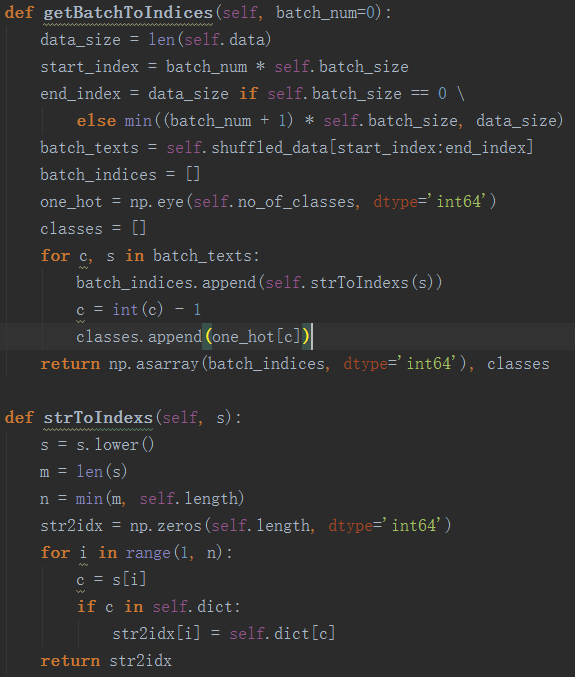 def getBatchToIndices(self, batch_num=0):
    data_size = len(self.data)
    start_index = batch_num * self.batch_size
    end_index = data_size if self.batch_size == 0 \
        else min((batch_num + 1) * self.batch_size, data_size)
    batch_texts = self.shuffled_data[start_index:end_index]
    batch_indices = []
    one_hot = np.eye(self.no_of_classes, dtype='int64')
    classes = []
    for c, s in batch_texts:
        batch_indices.append(self.strToIndexs(s))
        c = int(c) - 1
        classes.append(one_hot[c])
    return np.asarray(batch_indices, dtype='int64'), classes

def strToIndexs(self, s):
    s = s.lower()
    m = len(s)
    n = min(m, self.length)
    str2idx = np.zeros(self.length, dtype='int64')
    for i in range(1, n):
        c = s[i]
        if c in self.dict:
            str2idx[i] = self.dict[c]
    return str2idx